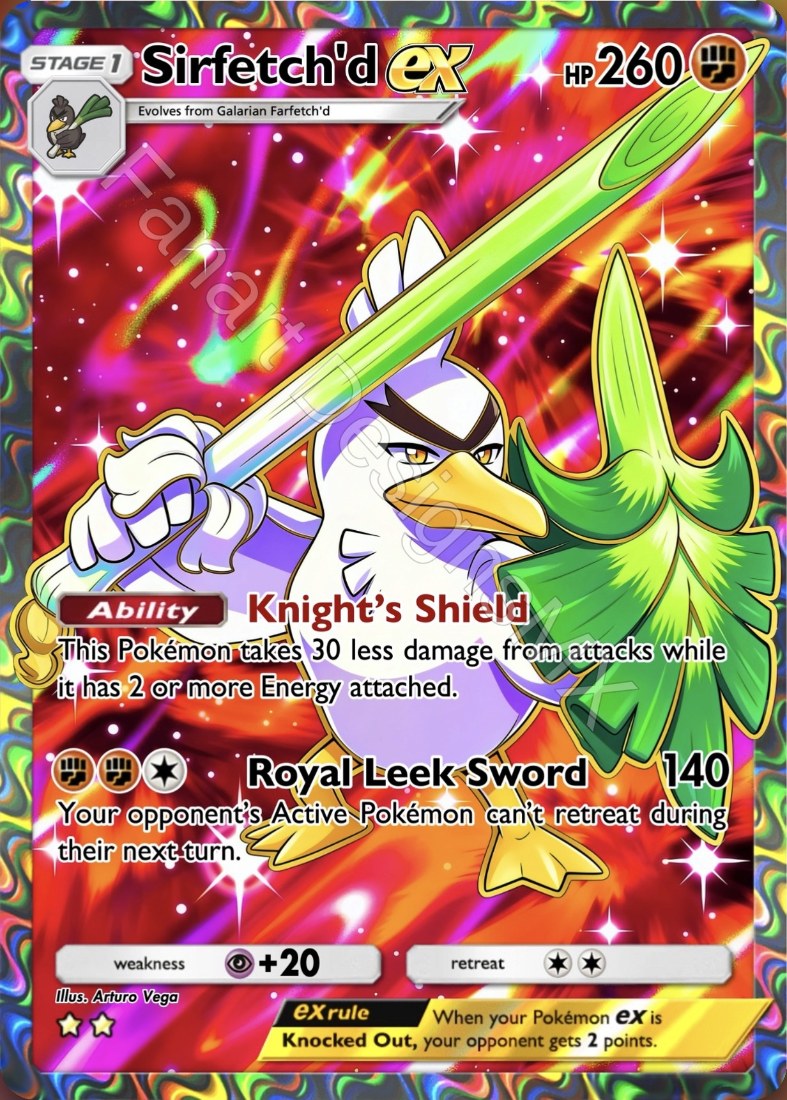 STAGE 1
Sirfetch'd ex
HP 260
Evolves from Galarian Farfetch'd
Fanart DesignsMX
Ability Knight's Shield
This Pokémon takes 30 less damage from attacks while
it has 2 or more Energy attached.
Royal Leek Sword 140
Your opponent's Active Pokémon can't retreat during
their next turn.
weakness +20
retreat
Illus. Arturo Vega
ex rule
When your Pokémon ex is
Knocked Out, your opponent gets 2 points.